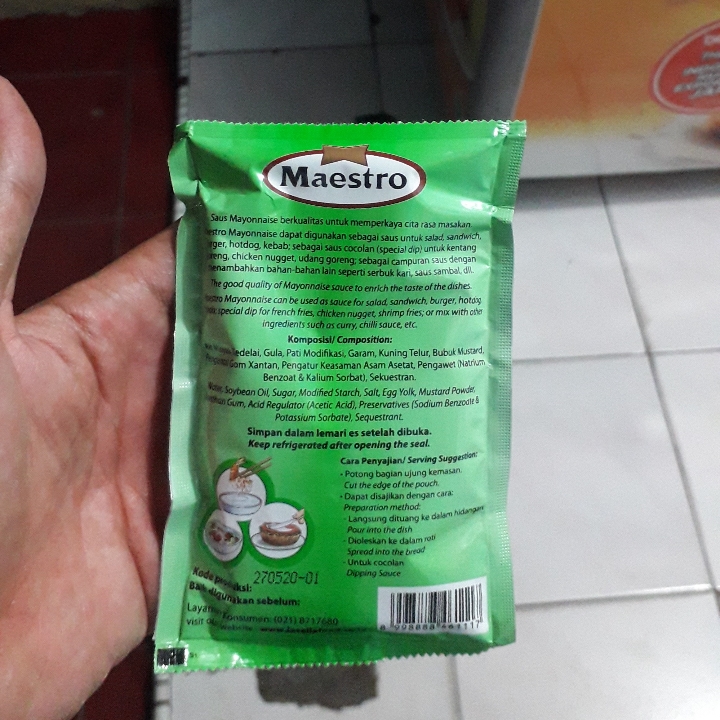 Maestro
Saus Mayonnaise berkualitas untuk memperkaya cita rasa masakan.
Mayonnaise dapat digunakan sebagai saus untuk salad, sandwich,
hotdog, kebab; sebagai saus cocolan (special dip) untuk kentang
chicken nugget, udang goreng; sebagai campuran saus dengan
menambahkan bahan-bahan lain seperti serbuk kari, saus sambal, dll.
The good quality of Mayonnaise sauce to enrich the taste of the dishes.
Mayonnaise can be used as sauce for salad, sandwich, burger, hotdog,
special dip for french fries, chicken nugget, shrimp fries; or mix with other
ingredients such as curry, chilli sauce, etc.
Komposisi/ Composition:
Kedelai, Gula, Pati Modifikasi, Garam, Kuning Telur, Bubuk Mustard,
Gom Xantan, Pengatur Keasaman Asam Asetat, Pengawet (Natrium
Benzoat & Kalium Sorbat), Sekuestran.
Soybean Oil, Sugar, Modified Starch, Salt, Egg Yolk, Mustard Powder,
Gum, Acid Regulator (Acetic Acid), Preservatives (Sodium Benzoate &
Potassium Sorbate), Sequestrant.
Simpan dalam lemari es setelah dibuka.
Keep refrigerated after opening the seal.
Cara Penyajian/ Serving Suggestion:
• Potong bagian ujung kemasan.
Cut the edge of the pouch.
• Dapat disajikan dengan cara:
Preparation method:
- Langsung dituang ke dalam hidangan
Pour into the dish
- Dioleskan ke dalam roti
Spread into the bread
- Untuk cocolan
Dipping Sauce
Kode produksi: 270520-01
Baik digunakan sebelum:
Layanan Konsumen: (021) 8717680
visit our website